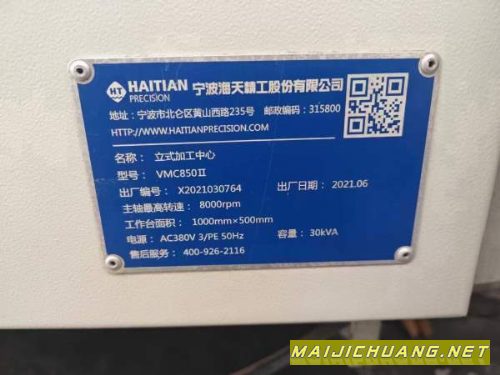 HT HAITIAN PRECISION 宁波海天精工股份有限公司
地址：宁波市北仑区黄山西路235号 邮政编码：315800
HTTP://WWW.HAITIANPRECISION.COM
名称：立式加工中心
型号：VMC850Ⅱ
出厂编号：X2021030764 出厂日期：2021.06
主轴最高转速：8000rpm
工作台面积：1000mm×500mm
电源：AC380V 3/PE 50Hz 容量：30kVA
售后服务：400-926-2116
MAIJICHUANG.NET